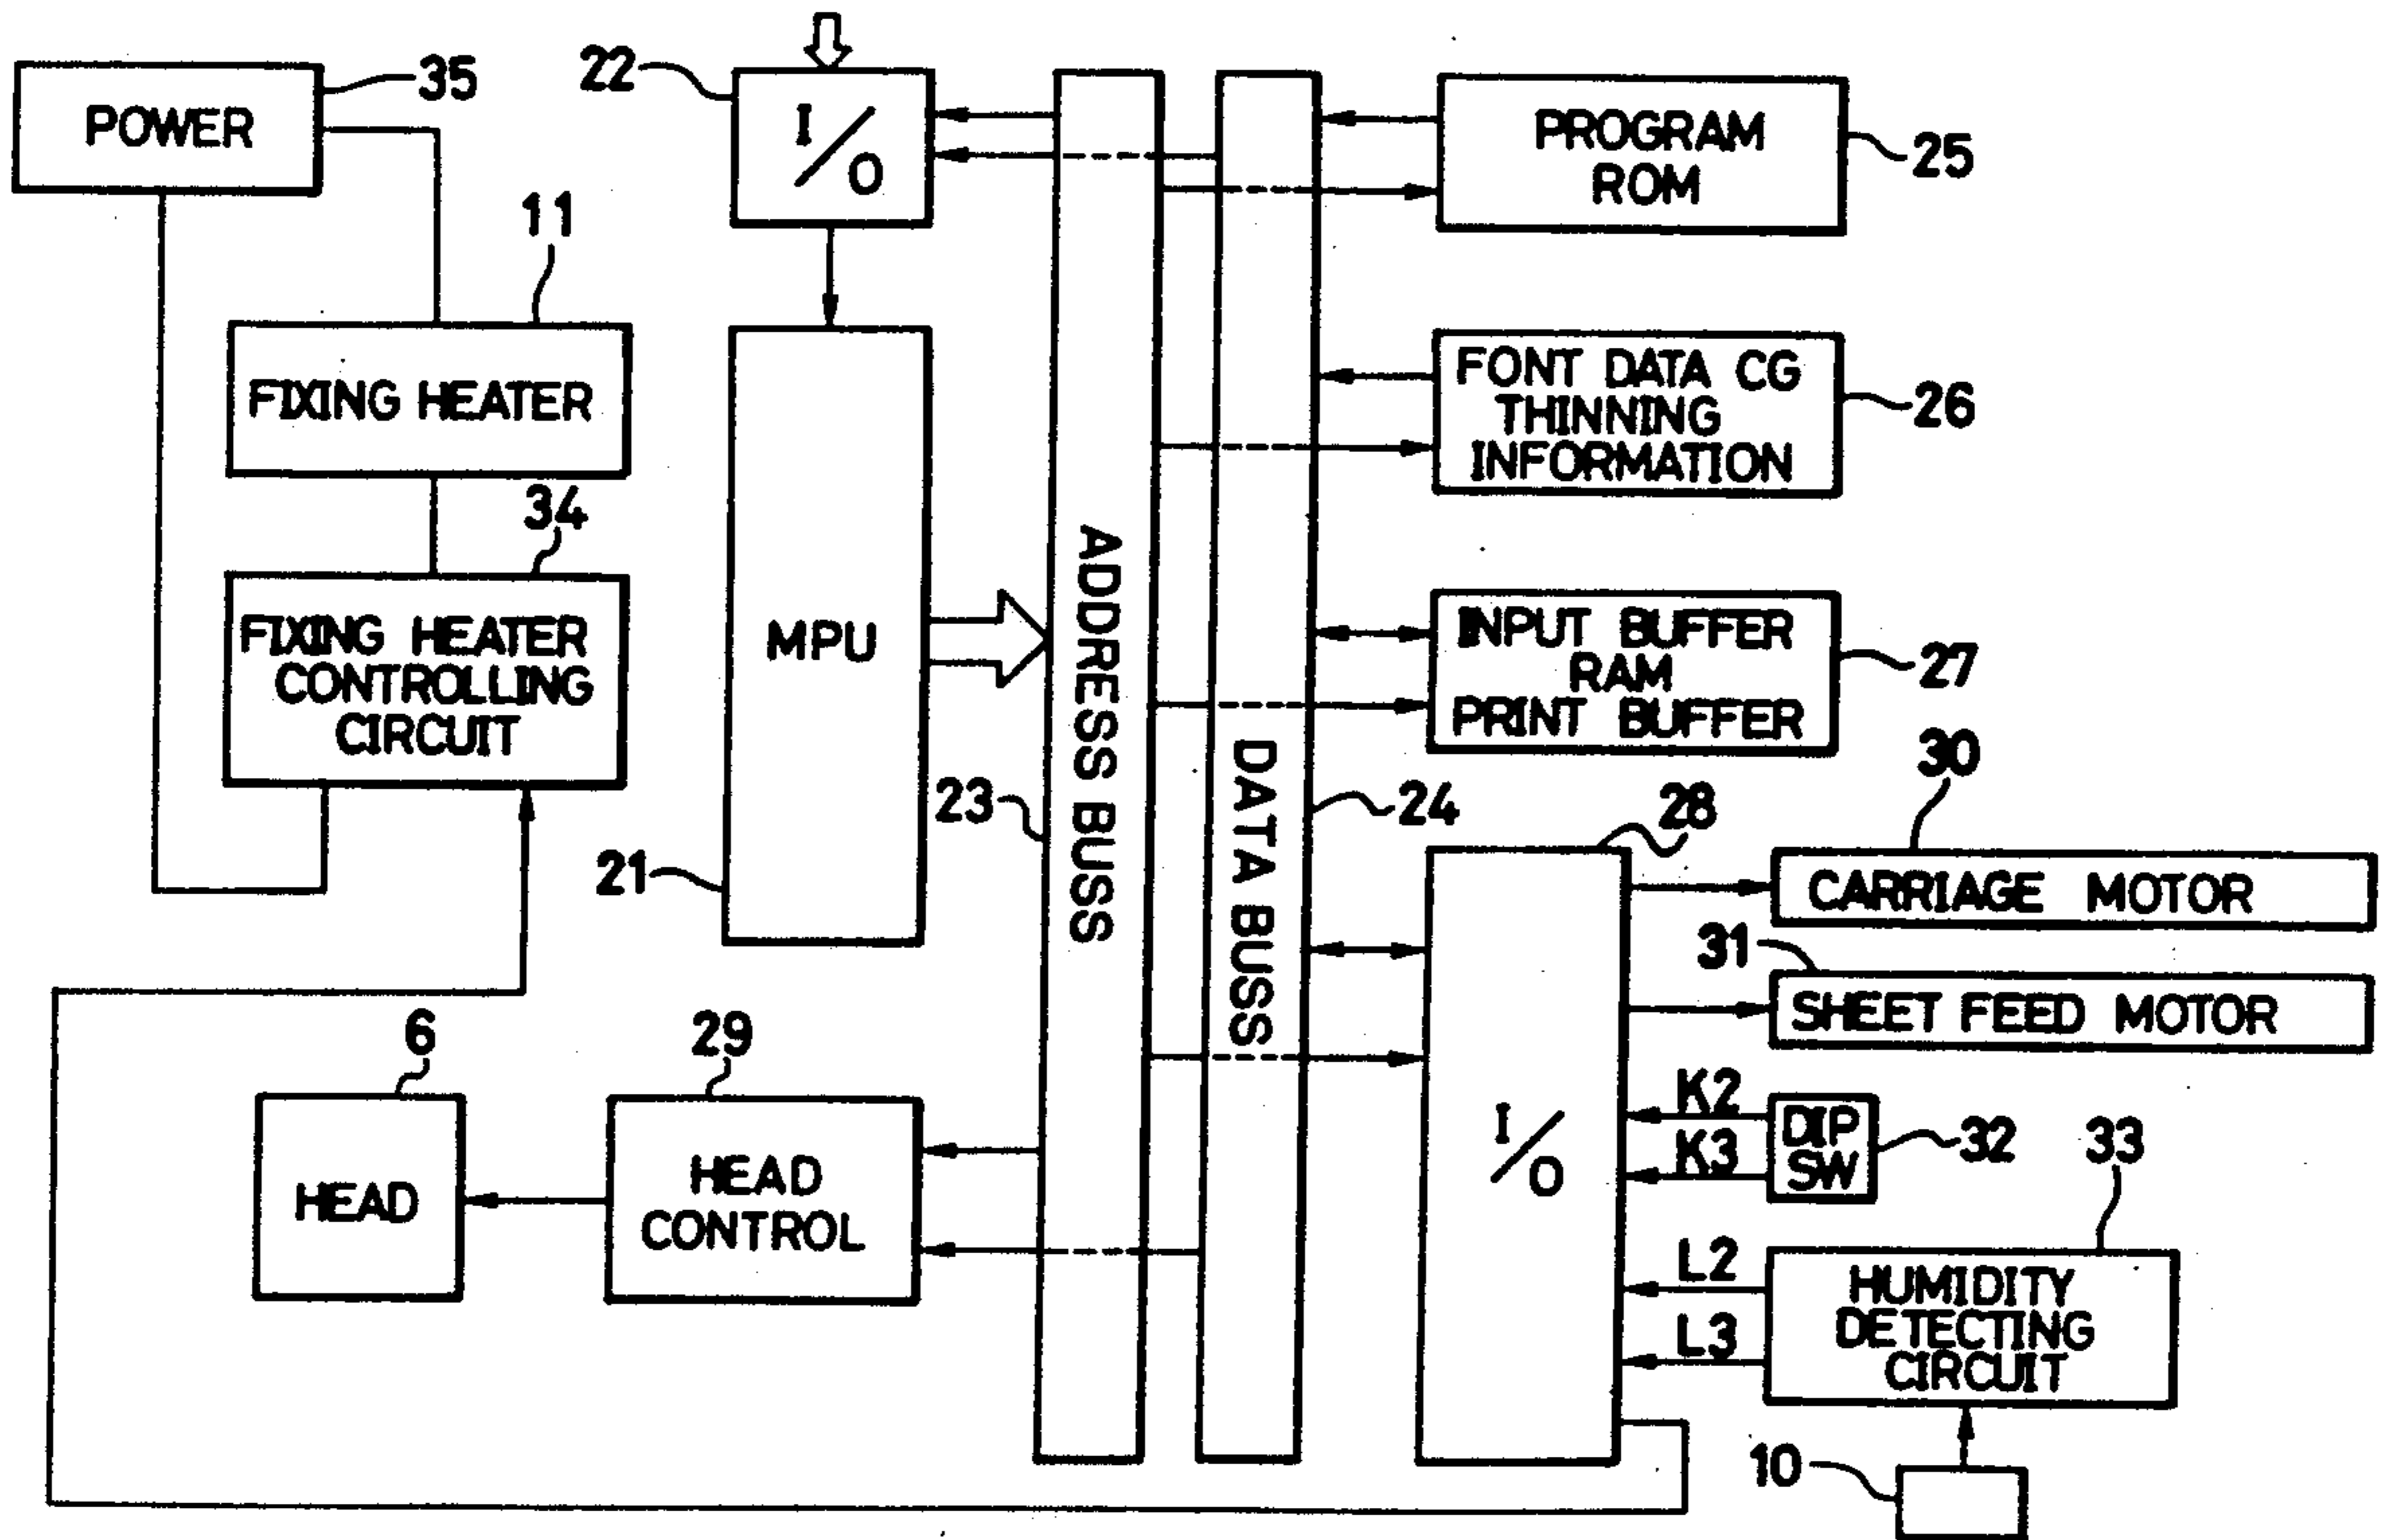 POWER
35
22
I/O
PROGRAM
ROM
25
11
FIXING HEATER
FONT DATA CG
THINNING
INFORMATION
26
34
FIXING HEATER
CONTROLLING
CIRCUIT
MPU
21
ADDRESS BUSS
23
DATA BUSS
24
INPUT BUFFER
RAM
PRINT BUFFER
27
28
I/O
30
CARRIAGE MOTOR
31
SHEET FEED MOTOR
6
HEAD
29
HEAD
CONTROL
K2
K3
DIP
SW
32
33
L2
L3
HUMIDITY
DETECTING
CIRCUIT
10